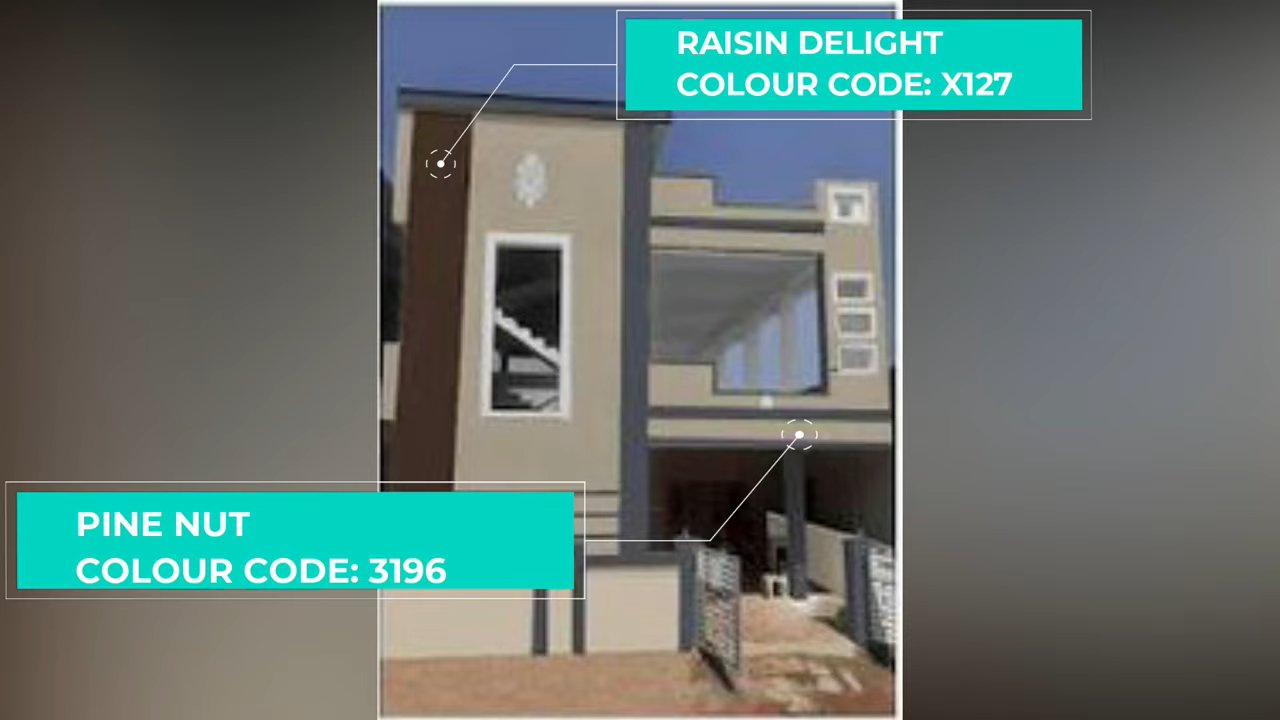 RAISIN DELIGHT
COLOUR CODE: X127
PINE NUT
COLOUR CODE: 3196